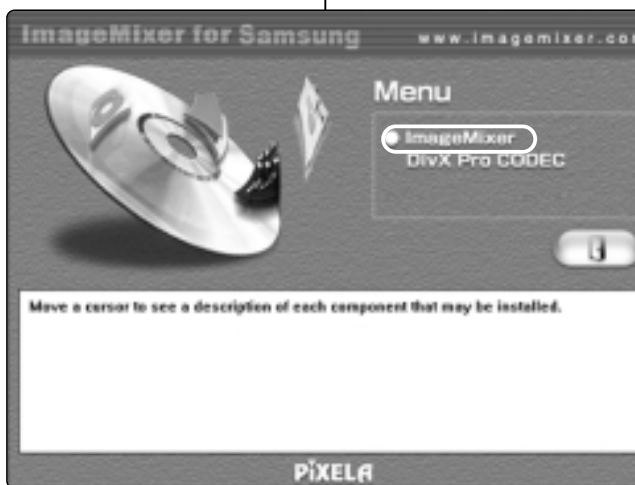 ImageMixer for Samsung
www.imagemixer.com
Menu
ImageMixer
DivX Pro CODEC
Move a cursor to see a description of each component that may be installed.
PIXELA